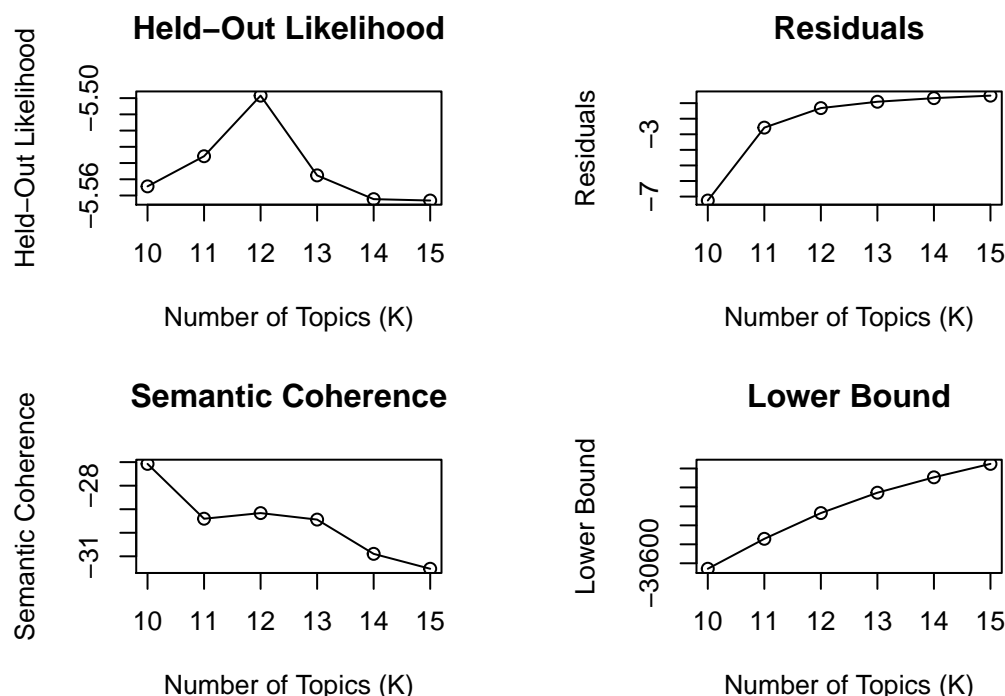 Held−Out Likelihood
Held−Out Likelihood
−5.50
−5.56
10 11 12 13 14 15
Number of Topics (K)
Residuals
Residuals
−3
−7
10 11 12 13 14 15
Number of Topics (K)
Semantic Coherence
Semantic Coherence
−28
−31
10 11 12 13 14 15
Number of Topics (K)
Lower Bound
Lower Bound
−30600
10 11 12 13 14 15
Number of Topics (K)